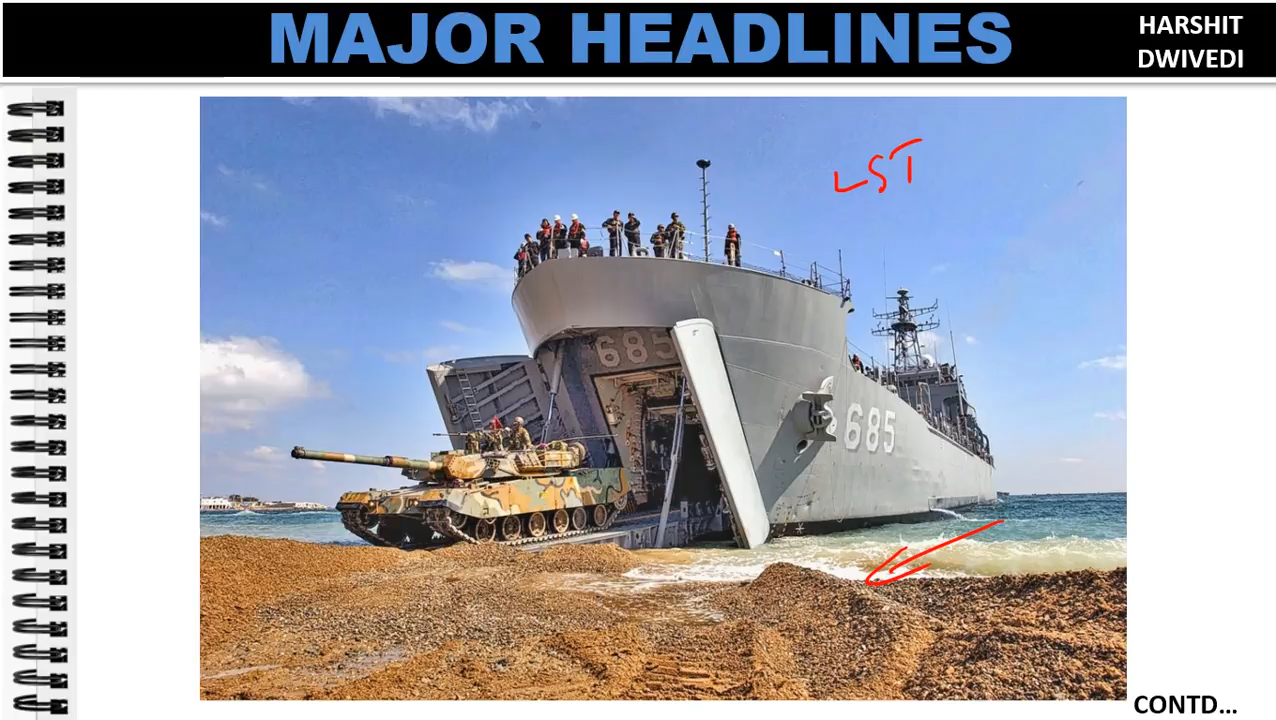 MAJOR HEADLINES
HARSHIT
DWIVEDI
LST
685
685
CONTD...